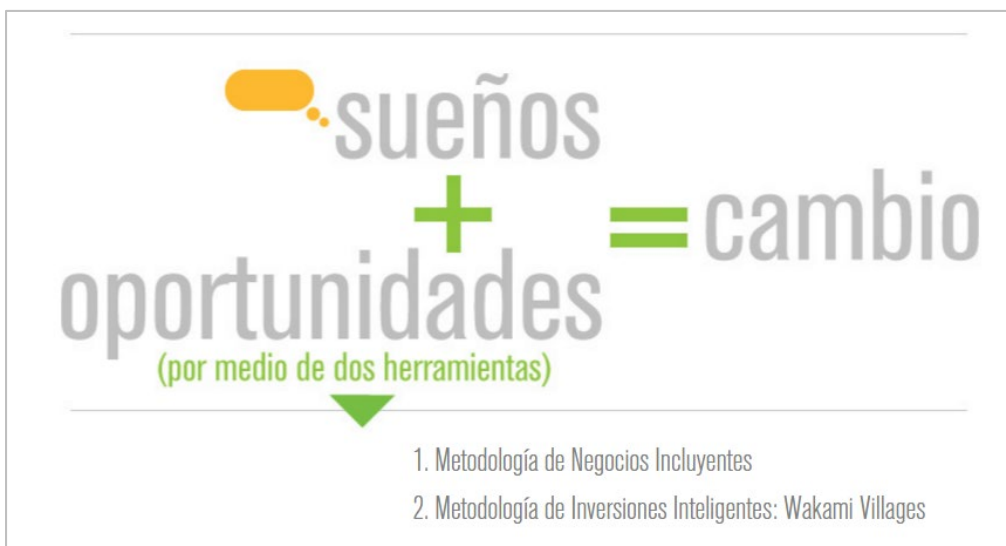 sueños
+
= cambio
oportunidades
(por medio de dos herramientas)
1. Metodología de Negocios Incluyentes
2. Metodología de Inversiones Inteligentes: Wakami Villages